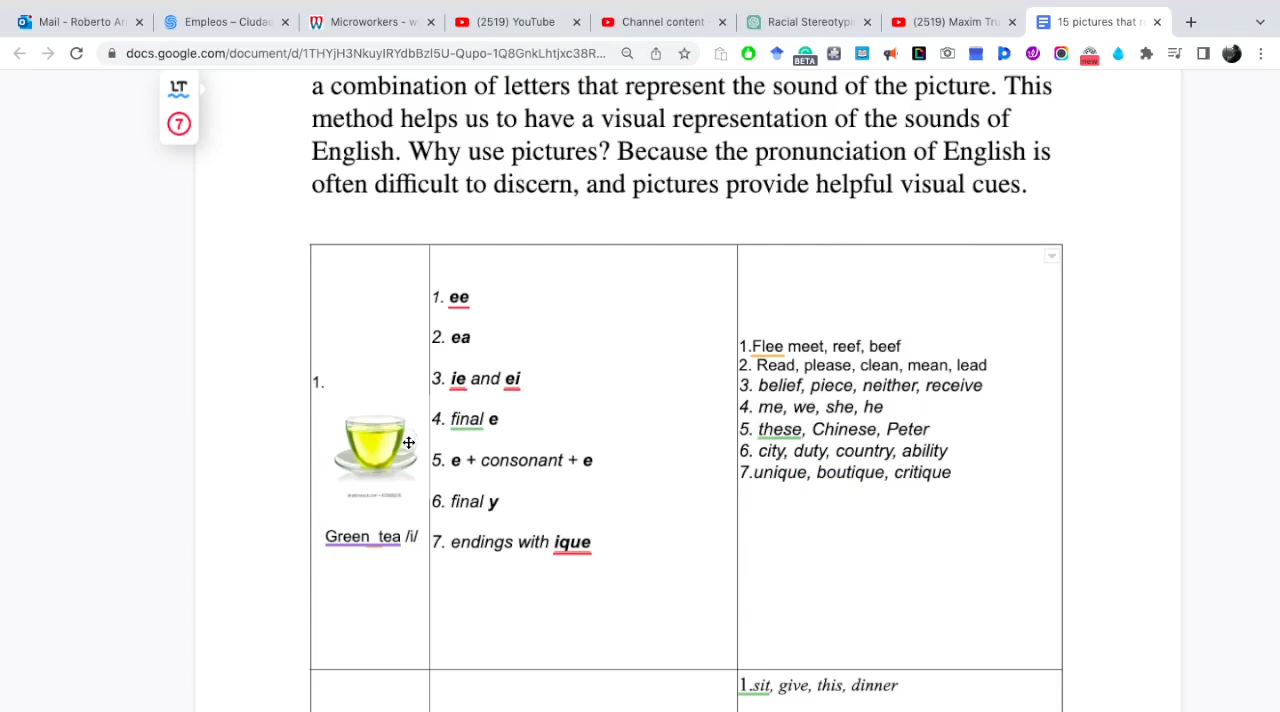 Mail - Roberto Ar
Empleos – Ciudad
Microworkers - w
(2519) YouTube
Channel content -
Racial Stereotypi
(2519) Maxim Tru
15 pictures that r
docs.google.com/document/d/1THYjH3NkuyIRYdbBzl5U-Qupo-1Q8GnkLhtjxc38R...
BETA
new
LT
7
a combination of letters that represent the sound of the picture. This
method helps us to have a visual representation of the sounds of
English. Why use pictures? Because the pronunciation of English is
often difficult to discern, and pictures provide helpful visual cues.
1.
Green tea /i/
1. ee
2. ea
3. ie and ei
4. final e
5. e + consonant + e
6. final y
7. endings with ique
1.Flee meet, reef, beef
2. Read, please, clean, mean, lead
3. belief, piece, neither, receive
4. me, we, she, he
5. these, Chinese, Peter
6. city, duty, country, ability
7.unique, boutique, critique
1.sit, give, this, dinner